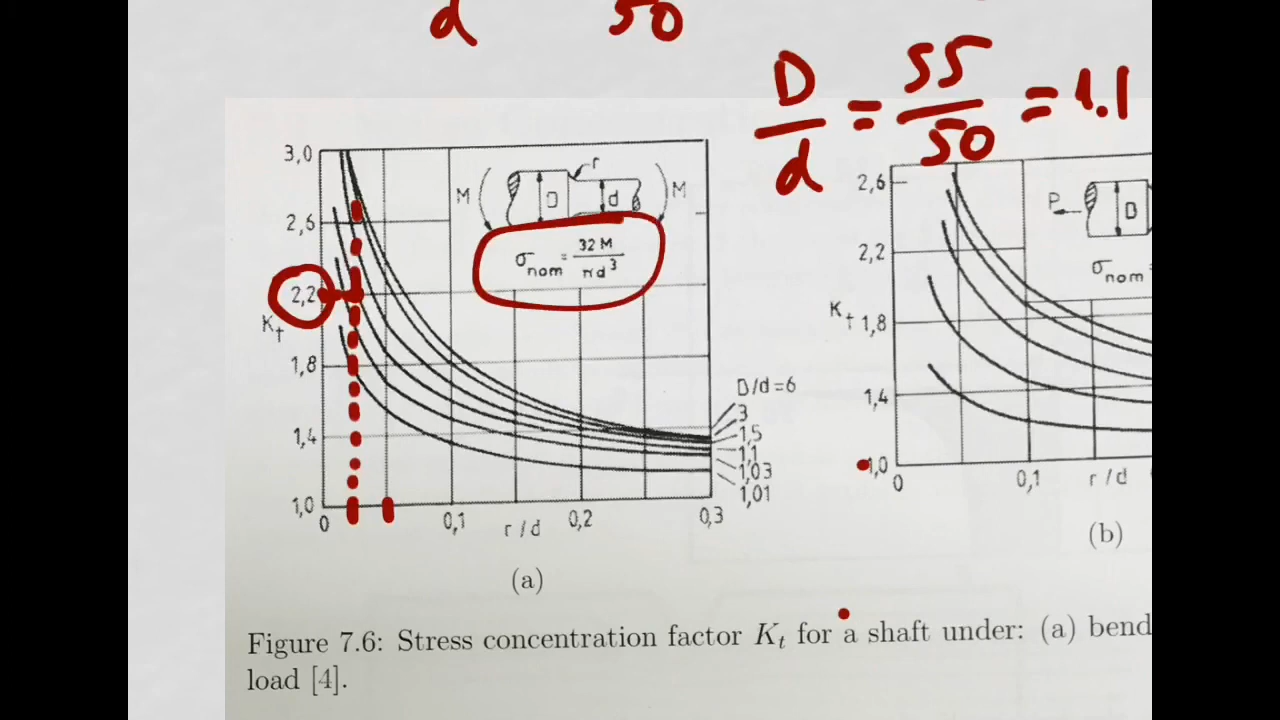 d 50
D/d = 55/50 = 1.1
3,0
2,6
2,2
K_t
1,8
1,4
1,0
0 0,1 0,2 0,3
r/d
M D r d M
σ_nom = 32 M / πd³
D/d=6
3
1,5
1,1
1,03
1,01
(a)
2,6
2,2
K_t 1,8
1,4
1,0
0 0,1 r/d
P D
σ_nom =
(b)
Figure 7.6: Stress concentration factor K_t for a shaft under: (a) bend
load [4].